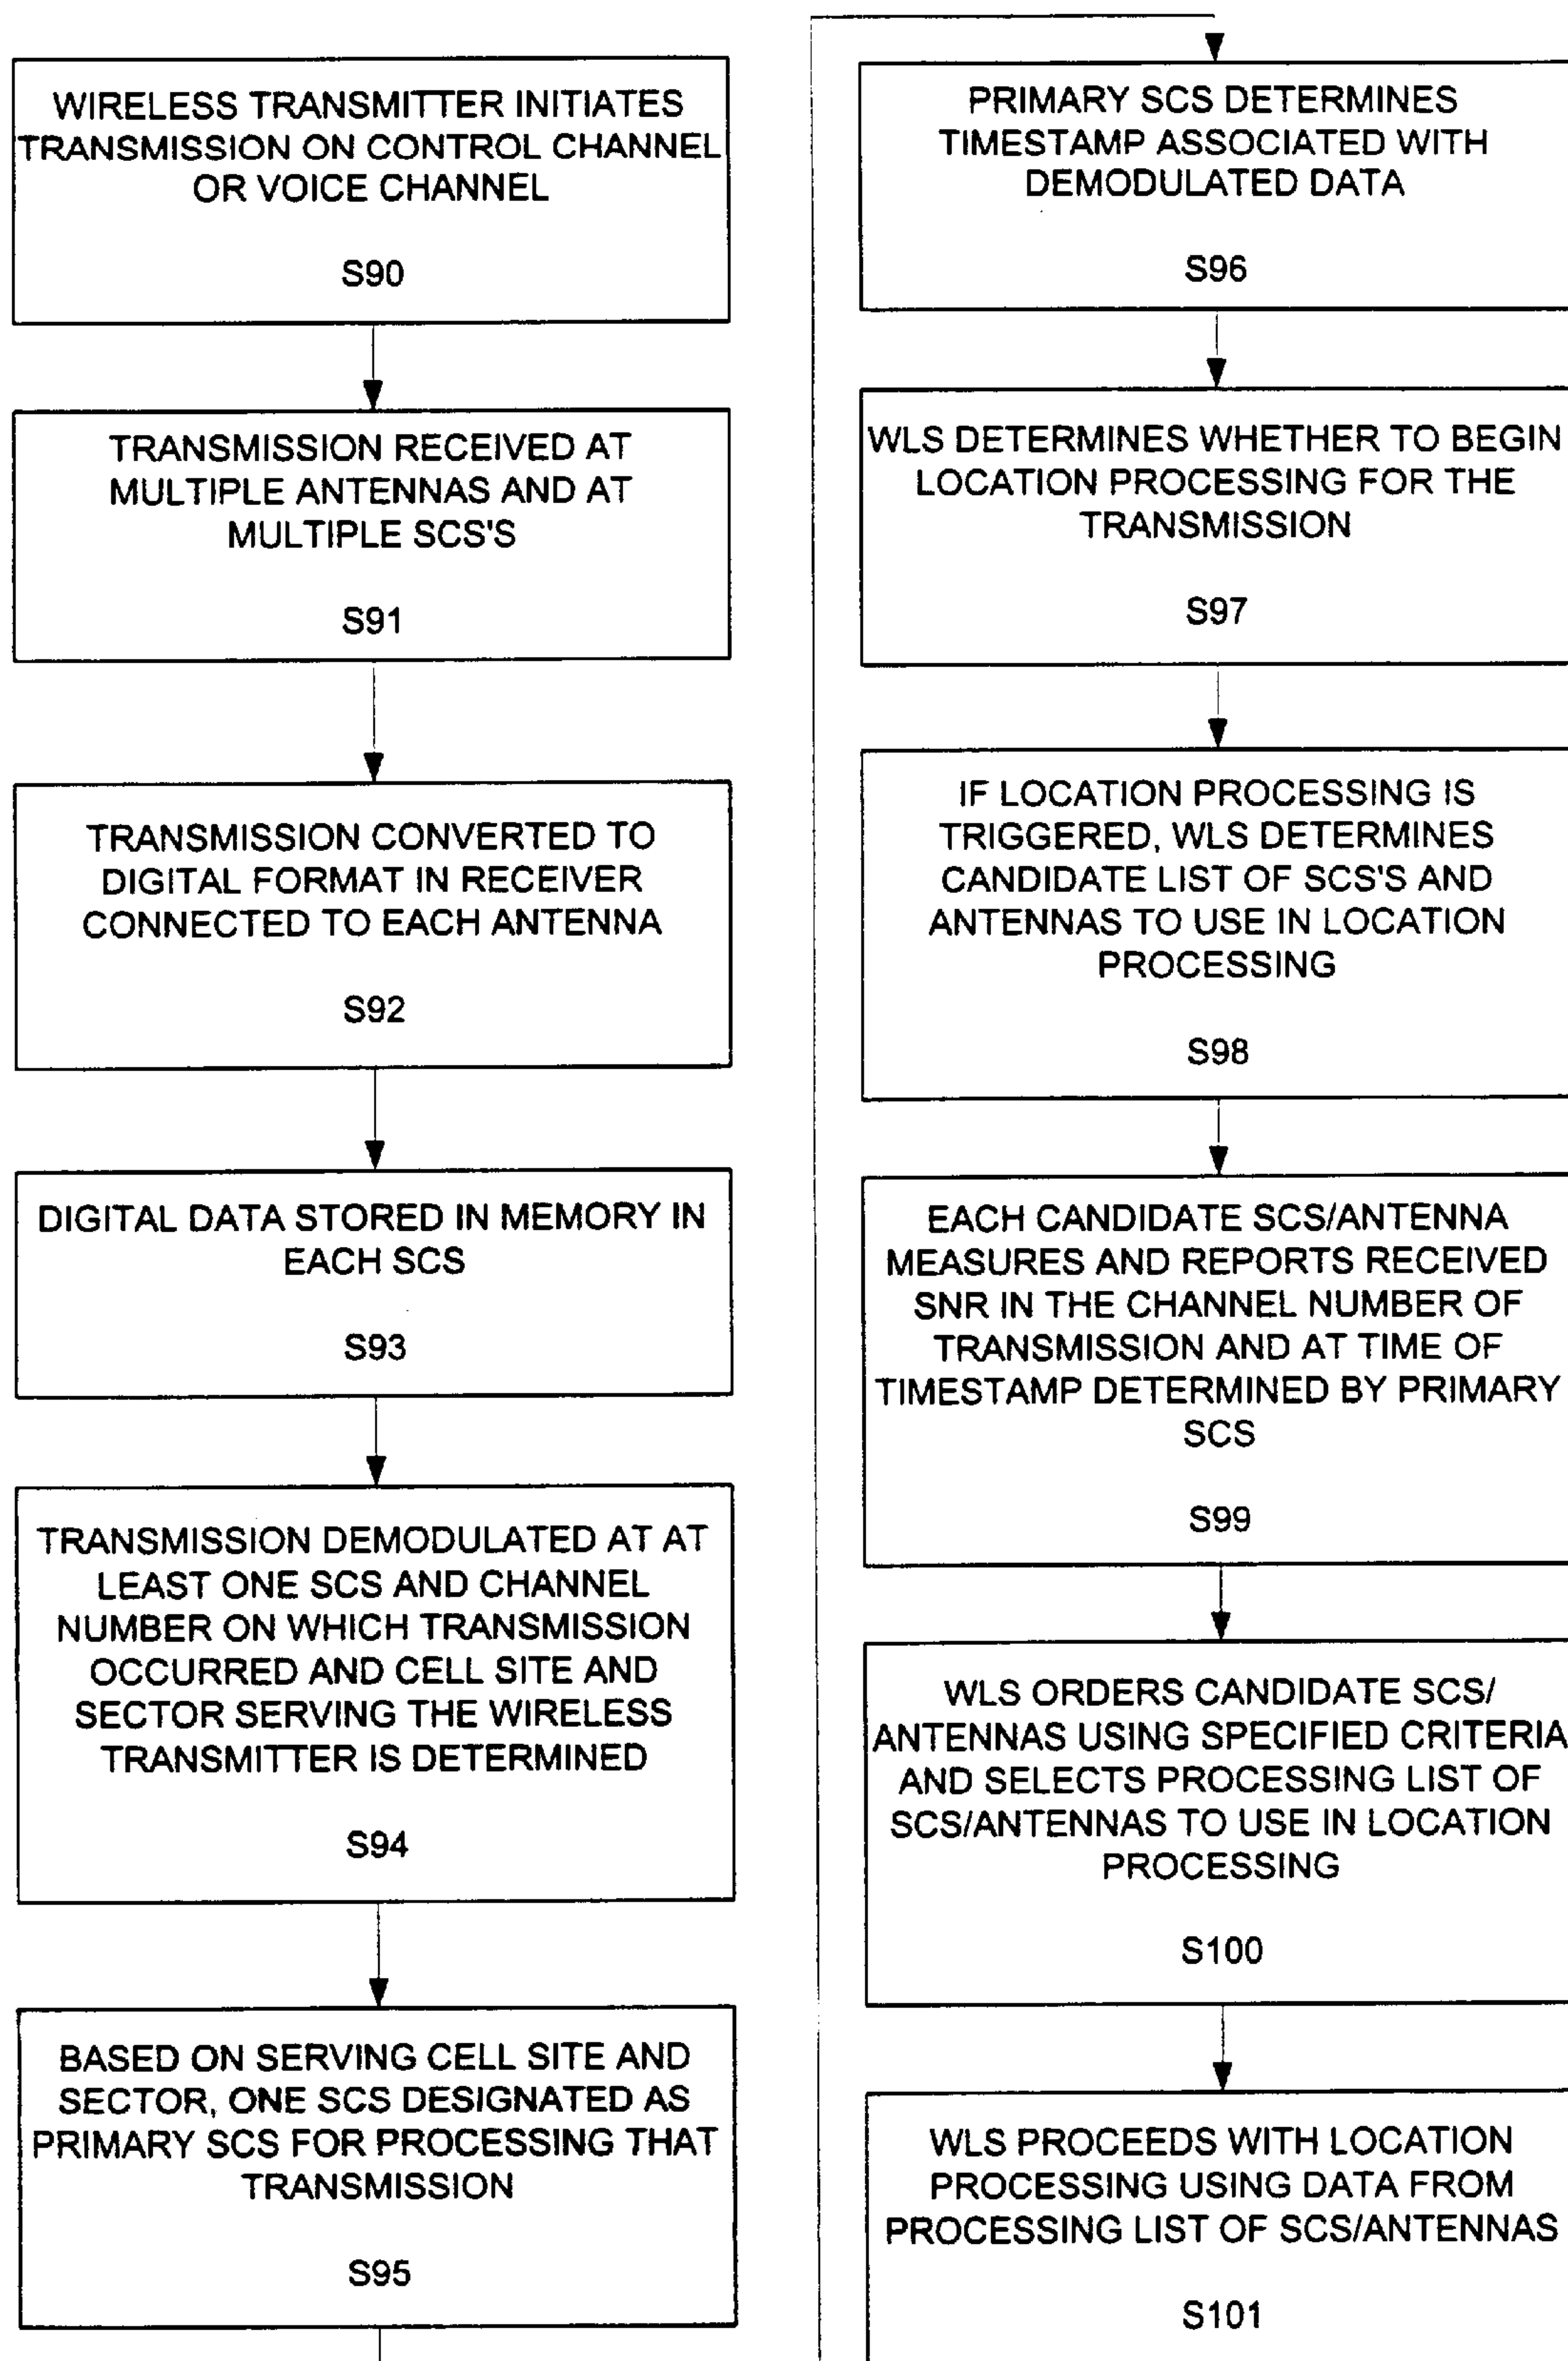 WIRELESS TRANSMITTER INITIATES
TRANSMISSION ON CONTROL CHANNEL
OR VOICE CHANNEL
S90
TRANSMISSION RECEIVED AT
MULTIPLE ANTENNAS AND AT
MULTIPLE SCS'S
S91
TRANSMISSION CONVERTED TO
DIGITAL FORMAT IN RECEIVER
CONNECTED TO EACH ANTENNA
S92
DIGITAL DATA STORED IN MEMORY IN
EACH SCS
S93
TRANSMISSION DEMODULATED AT AT
LEAST ONE SCS AND CHANNEL
NUMBER ON WHICH TRANSMISSION
OCCURRED AND CELL SITE AND
SECTOR SERVING THE WIRELESS
TRANSMITTER IS DETERMINED
S94
BASED ON SERVING CELL SITE AND
SECTOR, ONE SCS DESIGNATED AS
PRIMARY SCS FOR PROCESSING THAT
TRANSMISSION
S95
PRIMARY SCS DETERMINES
TIMESTAMP ASSOCIATED WITH
DEMODULATED DATA
S96
WLS DETERMINES WHETHER TO BEGIN
LOCATION PROCESSING FOR THE
TRANSMISSION
S97
IF LOCATION PROCESSING IS
TRIGGERED, WLS DETERMINES
CANDIDATE LIST OF SCS'S AND
ANTENNAS TO USE IN LOCATION
PROCESSING
S98
EACH CANDIDATE SCS/ANTENNA
MEASURES AND REPORTS RECEIVED
SNR IN THE CHANNEL NUMBER OF
TRANSMISSION AND AT TIME OF
TIMESTAMP DETERMINED BY PRIMARY
SCS
S99
WLS ORDERS CANDIDATE SCS/
ANTENNAS USING SPECIFIED CRITERIA
AND SELECTS PROCESSING LIST OF
SCS/ANTENNAS TO USE IN LOCATION
PROCESSING
S100
WLS PROCEEDS WITH LOCATION
PROCESSING USING DATA FROM
PROCESSING LIST OF SCS/ANTENNAS
S101